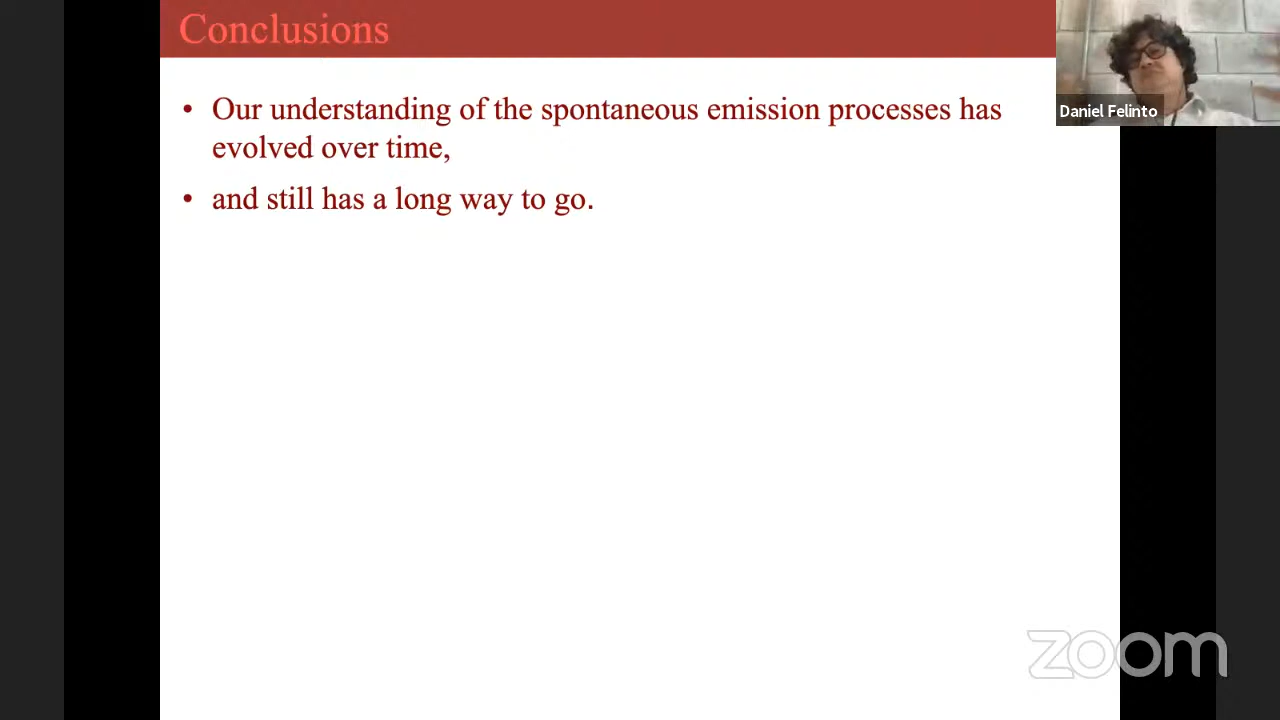 Conclusions
• Our understanding of the spontaneous emission processes has
evolved over time,
• and still has a long way to go.
Daniel Felinto
zoom